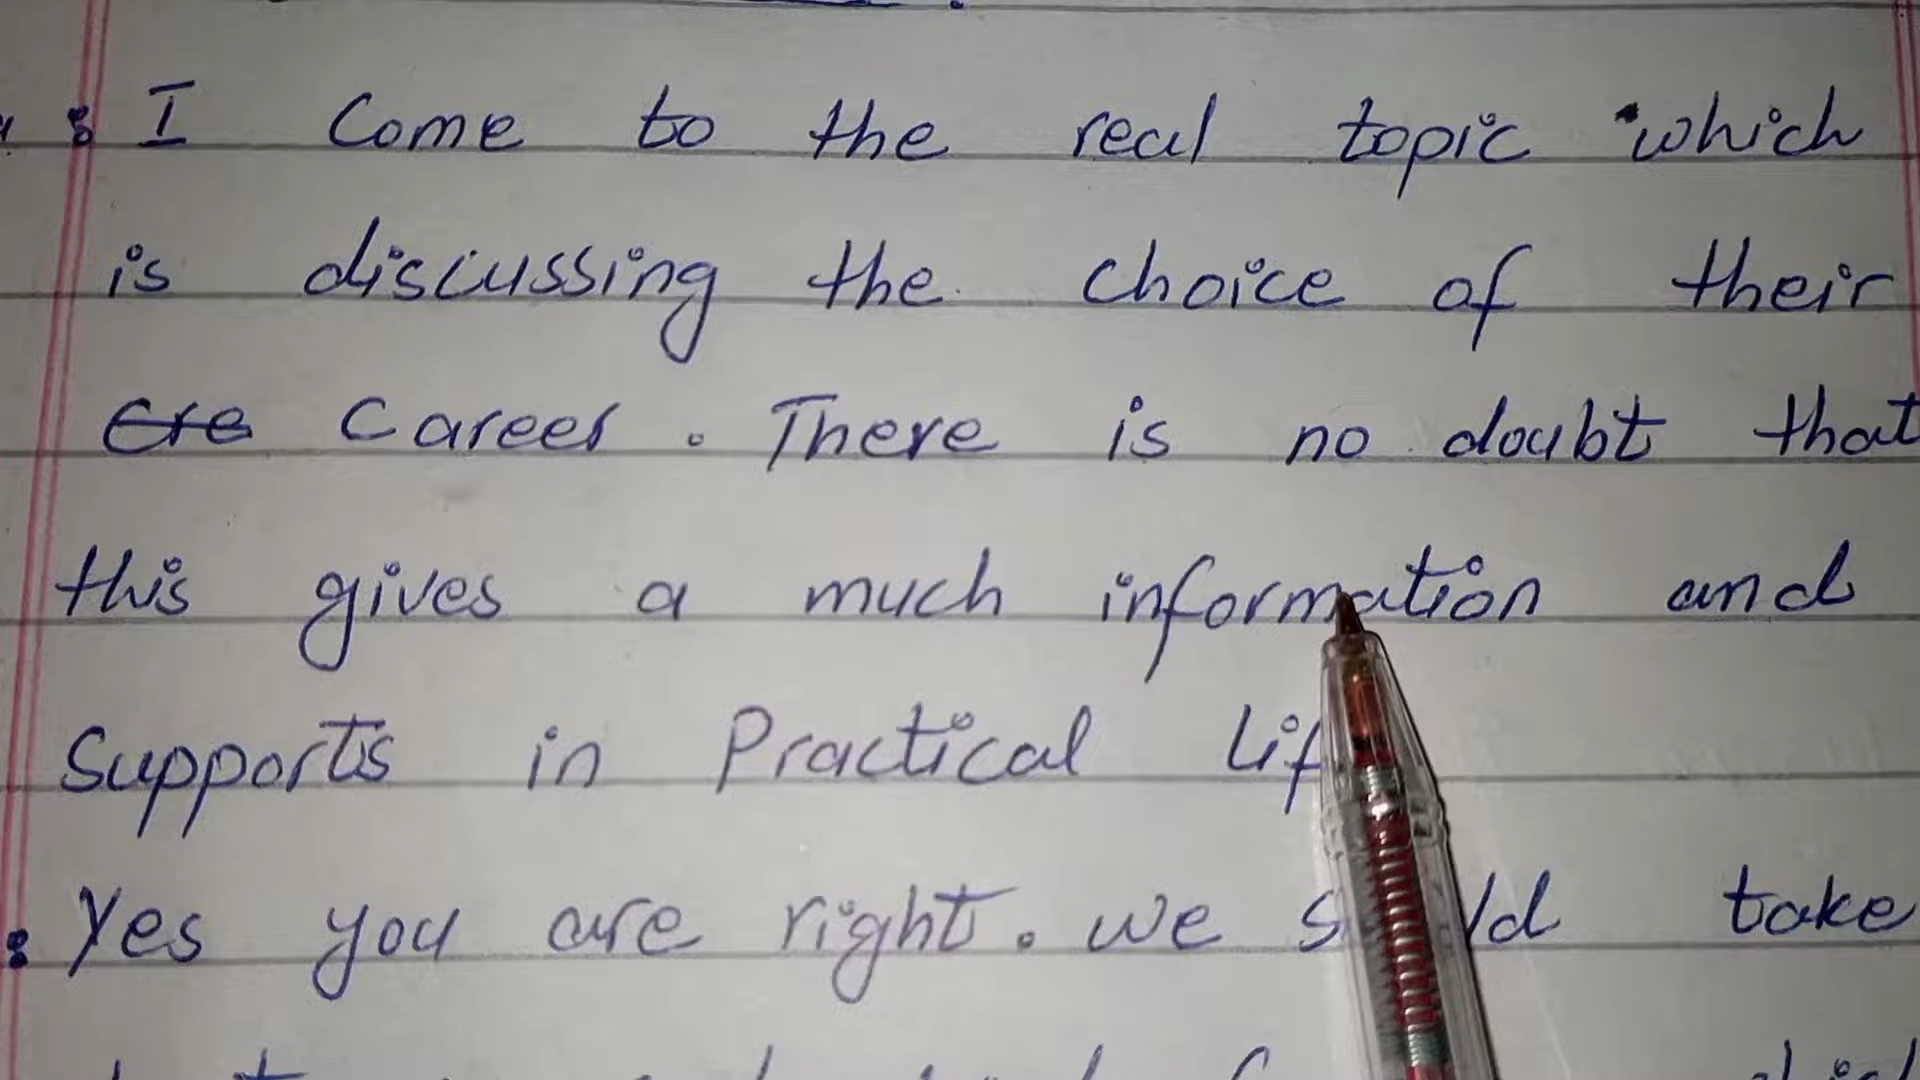 : I Come to the real topic which
is discussing the choice of their
Career. There is no doubt that
this gives a much information and
Supports in Practical
: Yes you are right. we take